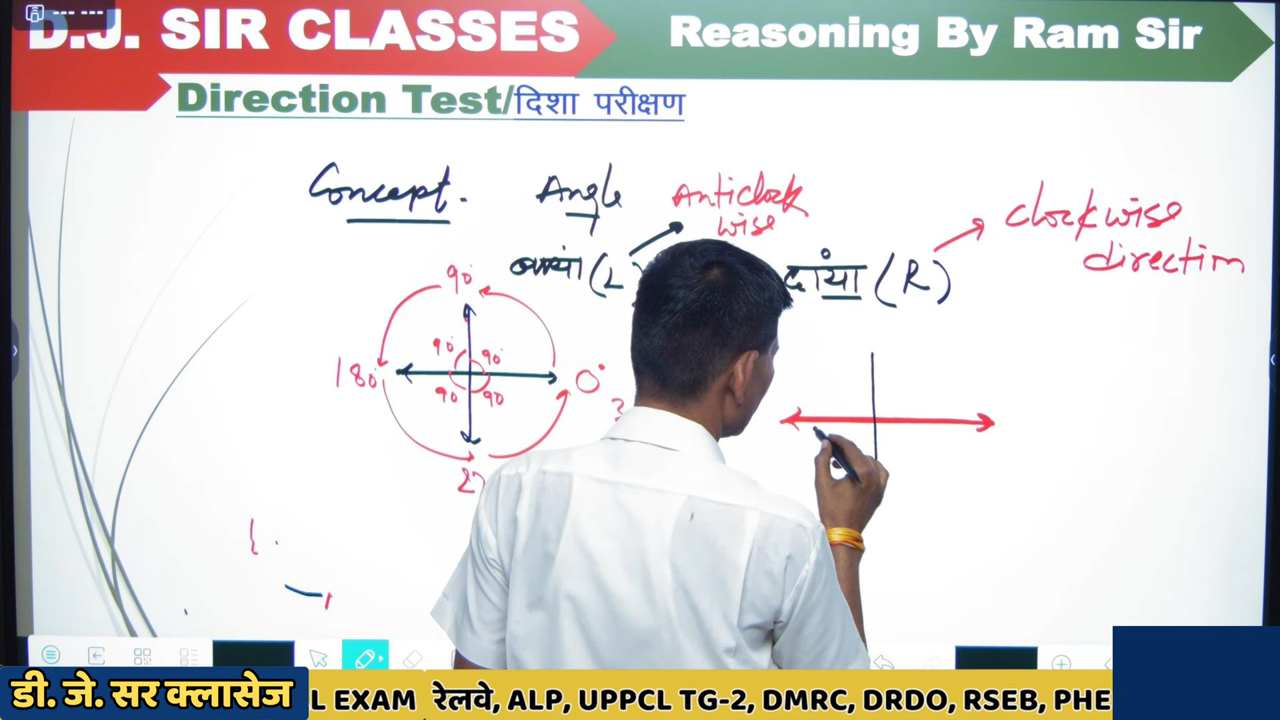 D.J. SIR CLASSES
Reasoning By Ram Sir
Direction Test/दिशा परीक्षण
Concept.
Angle
Anticlock
wise
clockwise
direction
बायां (L
दांया (R)
90°
90° 90°
180°
0°
90 90
27
डी. जे. सर क्लासेज
L EXAM रेलवे, ALP, UPPCL TG-2, DMRC, DRDO, RSEB, PHE